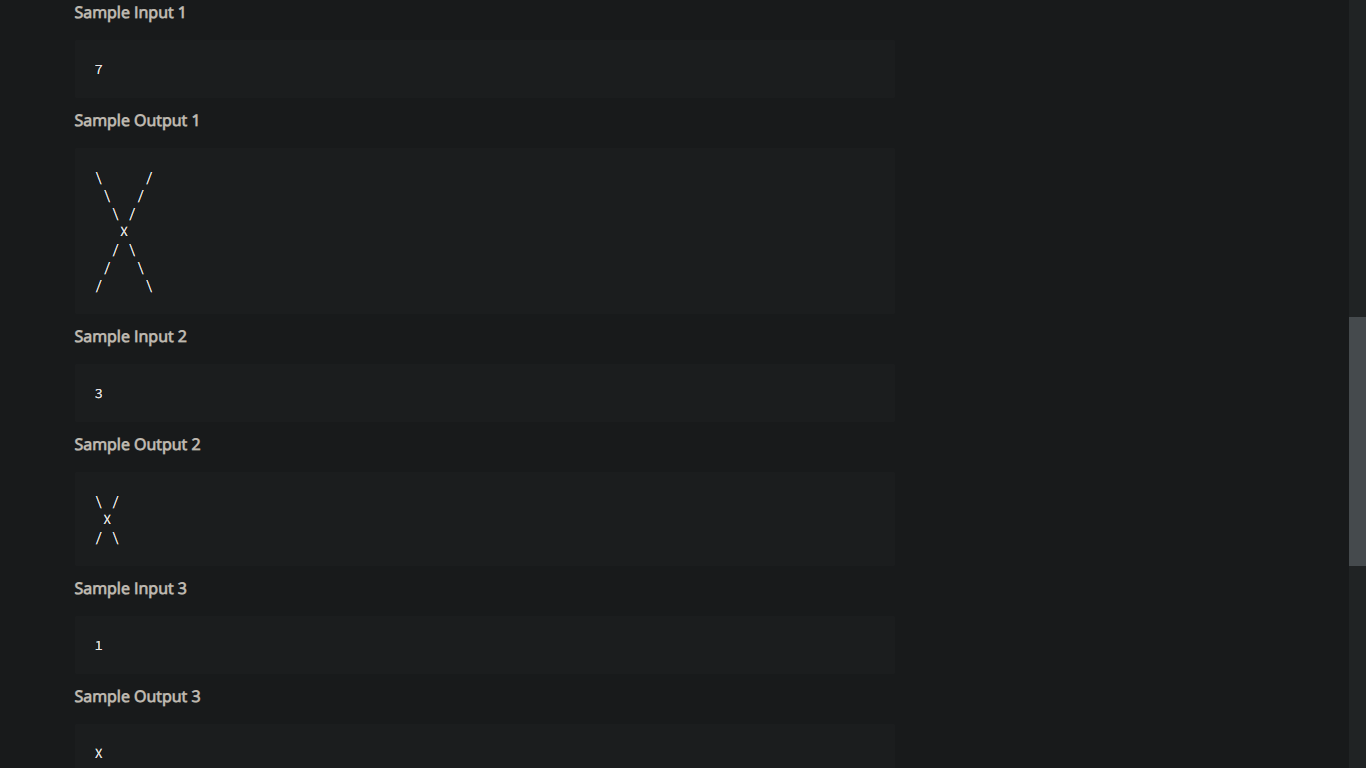 Sample Input 1
7
Sample Output 1
\     /
 \   /
  \ /
   X
  / \
 /   \
/     \
Sample Input 2
3
Sample Output 2
\ /
 X
/ \
Sample Input 3
1
Sample Output 3
X